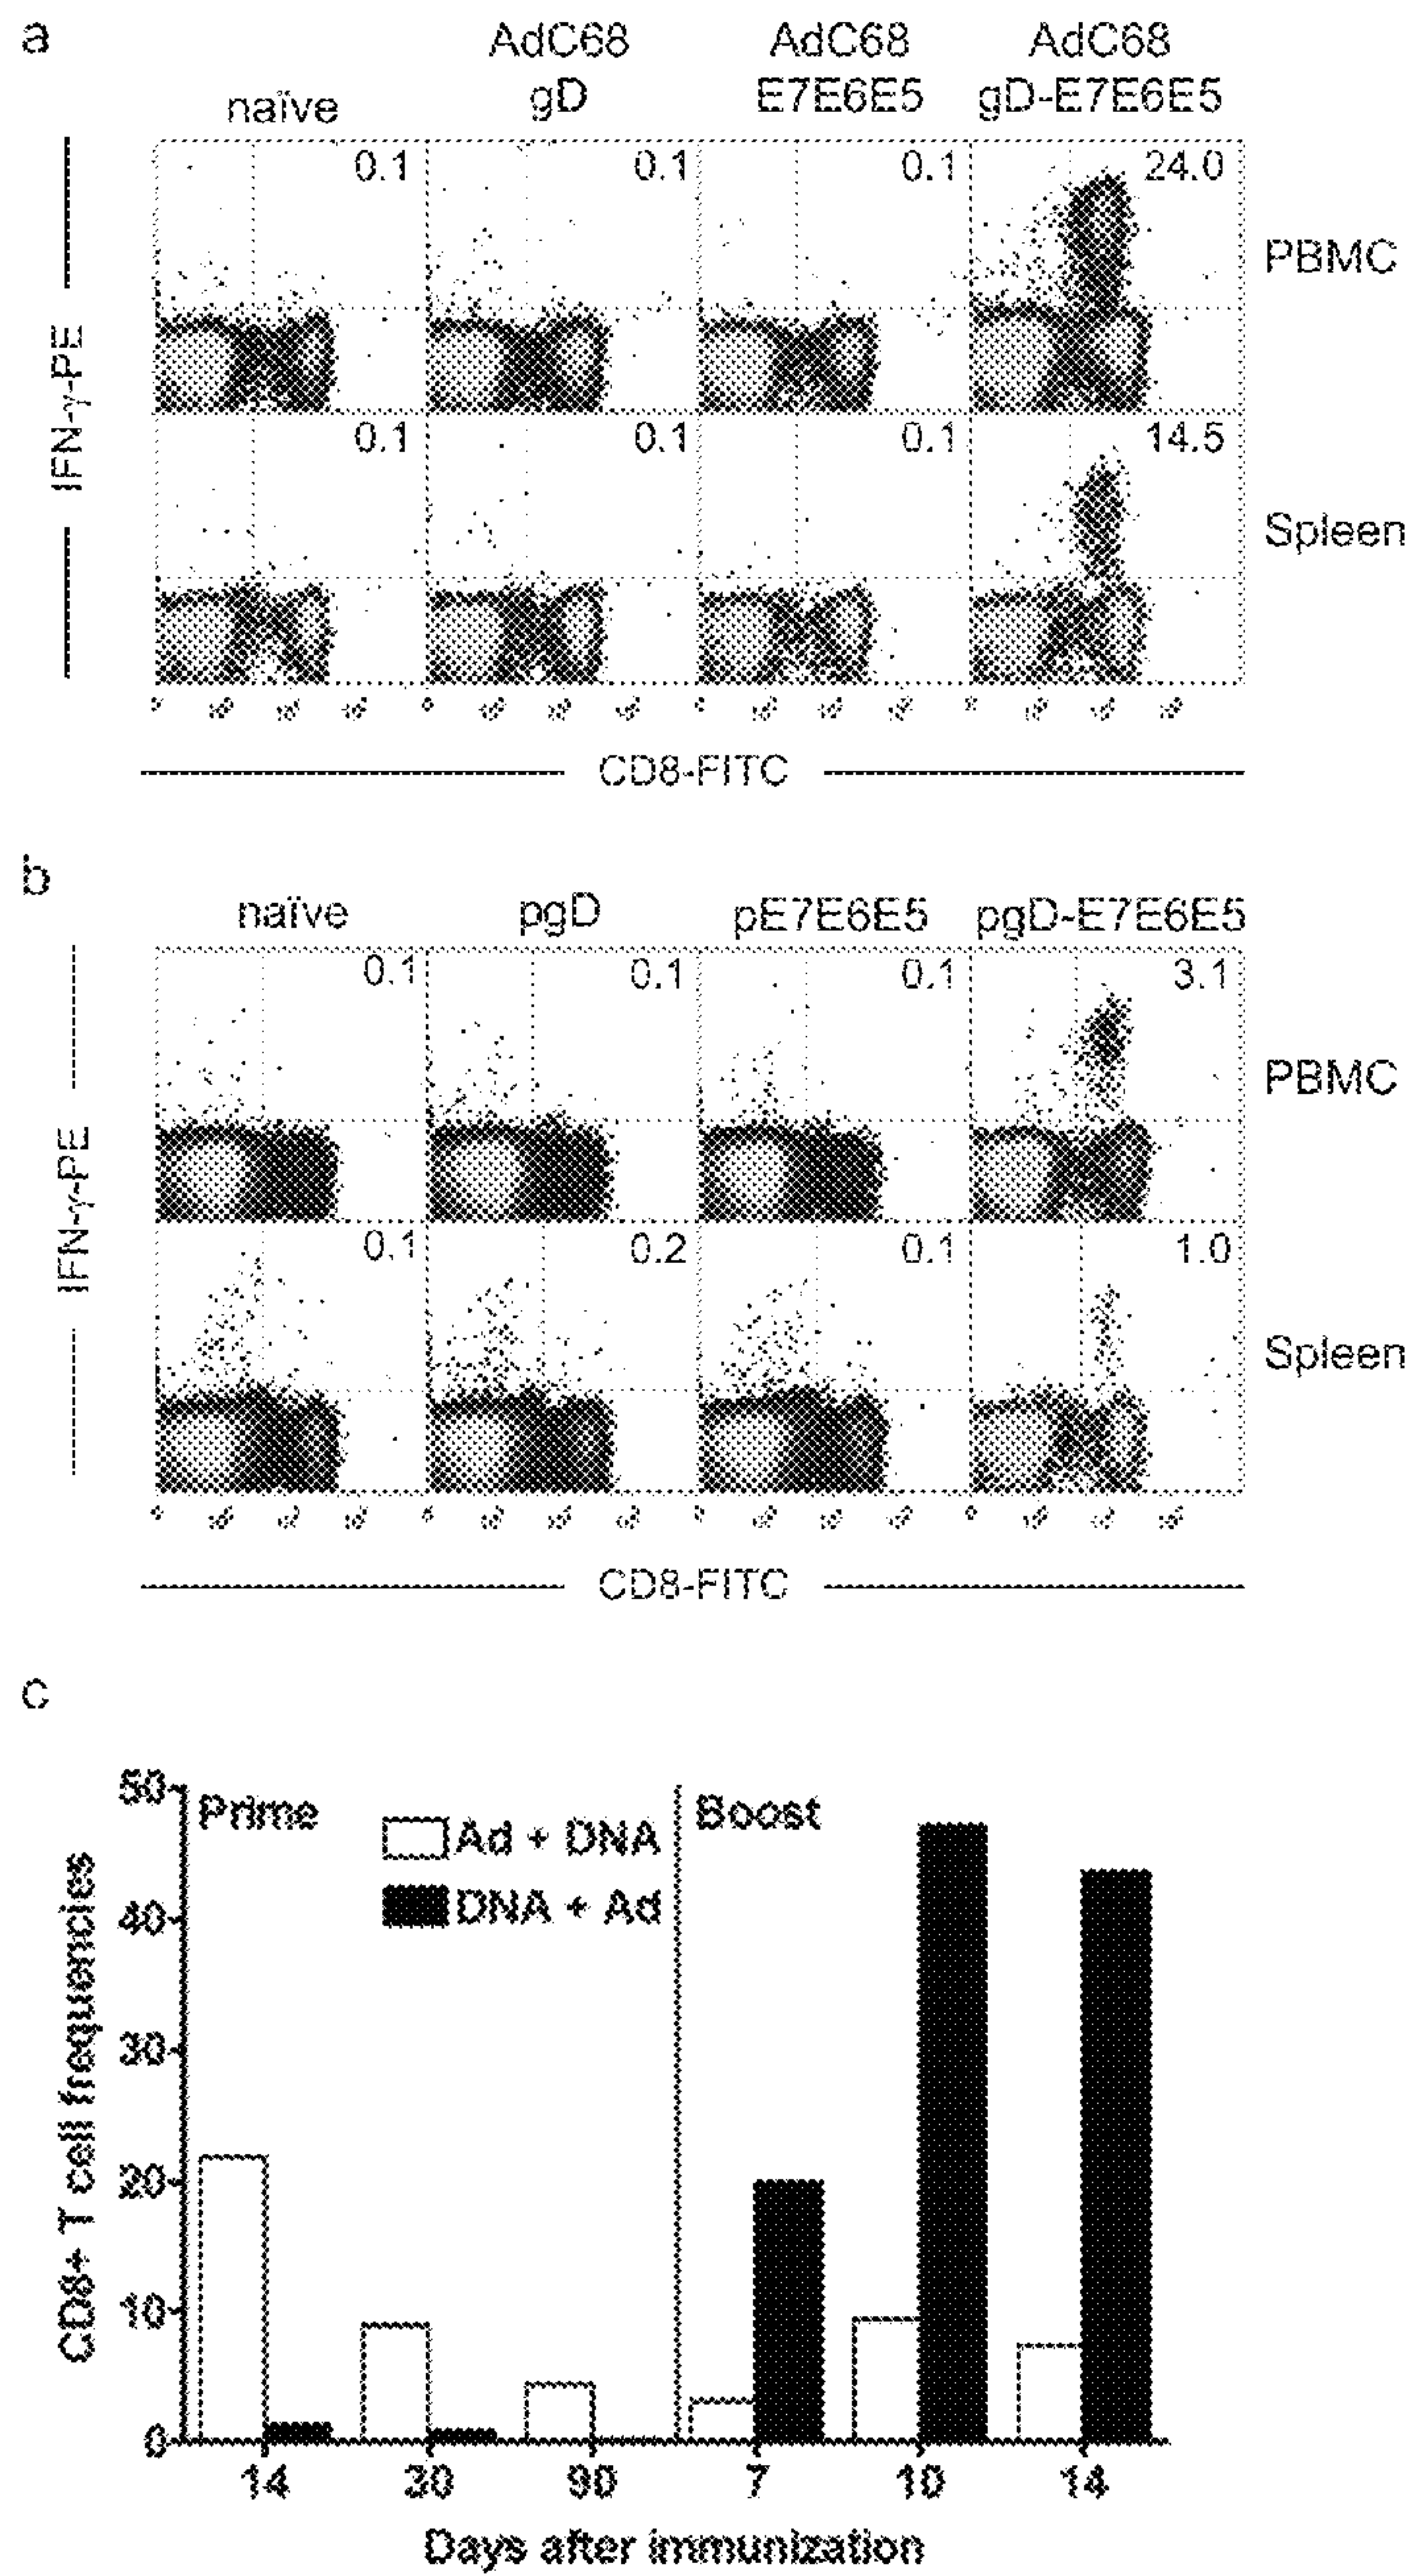 a
naïve
AdC68
gD
AdC68
E7E6E5
AdC68
gD-E7E6E5
IFN-γ-PE
0.1 0.1 0.1 24.0
PBMC
0.1 0.1 0.1 14.5
Spleen
CD8-FITC
b
naïve pgD pE7E6E5 pgD-E7E6E5
IFN-γ-PE
0.1 0.1 0.1 3.1
PBMC
0.1 0.2 0.1 1.0
Spleen
CD8-FITC
c
CD8+ T cell frequencies
50
40
30
20
10
0
Prime
Ad + DNA
DNA + Ad
Boost
14 30 90 7 10 14
Days after immunization